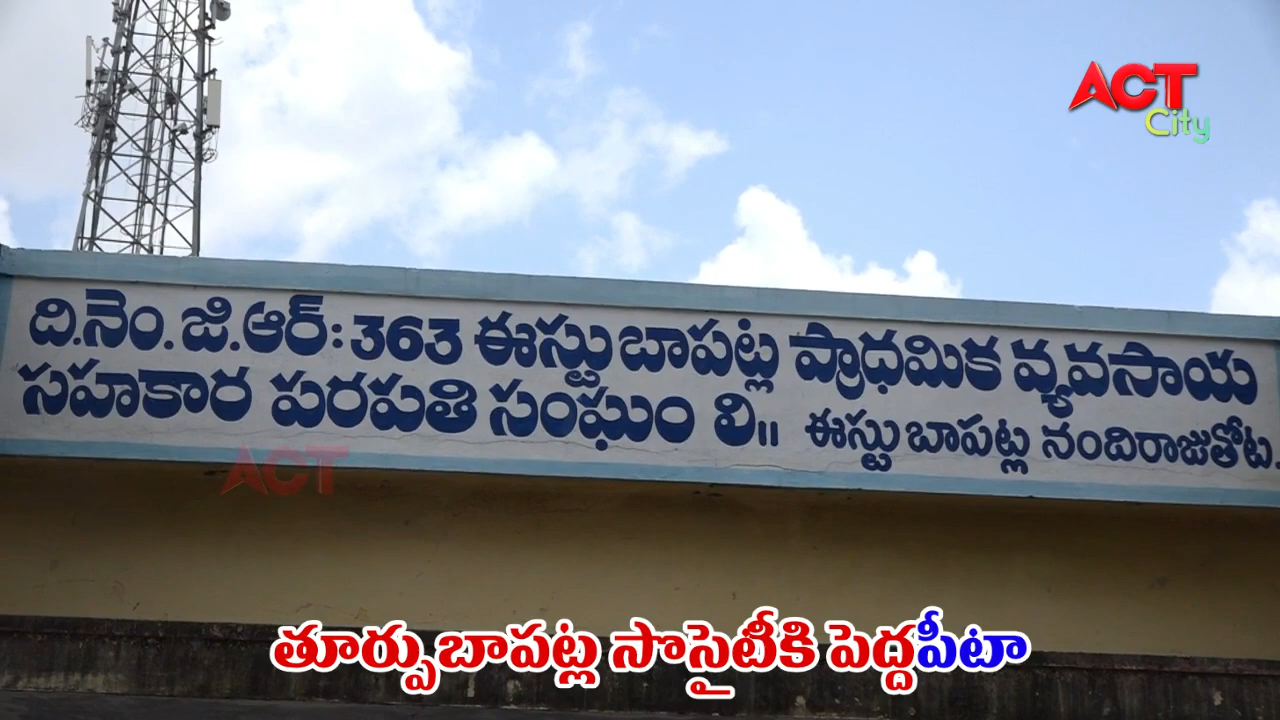 ACT
City
ది.నెం.జి.ఆర్:363 ఈస్టుబాపట్ల ప్రాధమిక వ్యవసాయ
సహకార పరపతి సంఘం లి॥ ఈస్టుబాపట్ల నందిరాజుతోట.
ACT
తూర్పుబాపట్ల సొసైటీకి పెద్దపీటా